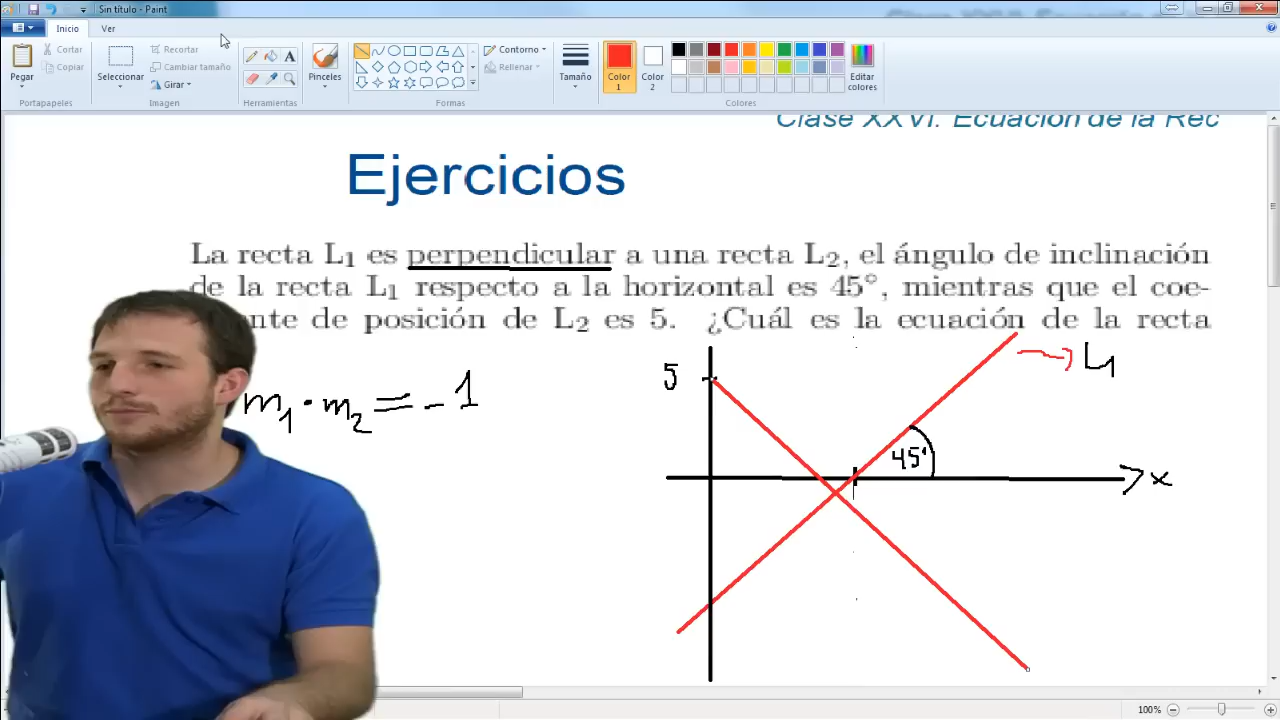 Sin título - Paint
Inicio Ver
Pegar
Cortar
Copiar
Portapapeles
Seleccionar
Recortar
Cambiar tamaño
Girar
Imagen
Herramientas
Pinceles
Contorno
Rellenar
Formas
Tamaño
Color 1
Color 2
Editar colores
Colores
Clase XXVI. Ecuación de la Rec
Ejercicios
La recta L1 es perpendicular a una recta L2, el ángulo de inclinación
de la recta L1 respecto a la horizontal es 45°, mientras que el coe-
ente de posición de L2 es 5. ¿Cuál es la ecuación de la recta
5
L1
m1 · m2 = -1
45°
x
100%